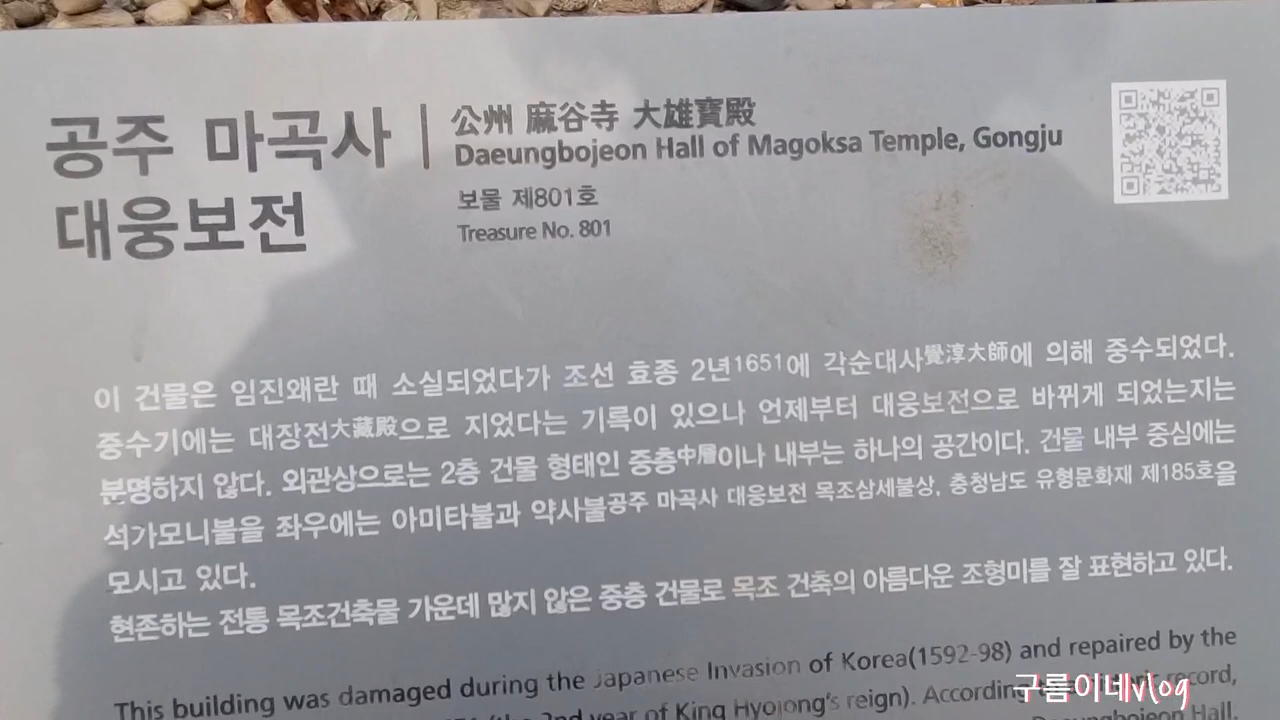 공주 마곡사
대웅보전
公州 麻谷寺 大雄寶殿
Daeungbojeon Hall of Magoksa Temple, Gongju
보물 제801호
Treasure No. 801
이 건물은 임진왜란 때 소실되었다가 조선 효종 2년1651에 각순대사覺淳大師에 의해 중수되었다.
중수기에는 대장전大藏殿으로 지었다는 기록이 있으나 언제부터 대웅보전으로 바뀌게 되었는지는
분명하지 않다. 외관상으로는 2층 건물 형태인 중층中層이나 내부는 하나의 공간이다. 건물 내부 중심에는
석가모니불을 좌우에는 아미타불과 약사불공주 마곡사 대웅보전 목조삼세불상, 충청남도 유형문화재 제185호을
모시고 있다.
현존하는 전통 목조건축물 가운데 많지 않은 중층 건물로 목조 건축의 아름다운 조형미를 잘 표현하고 있다.
This building was damaged during the Japanese Invasion of Korea(1592-98) and repaired by the
(the 2nd year of King Hyojong's reign). According record,
Daeungbojeon Hall.
구름이네vlog